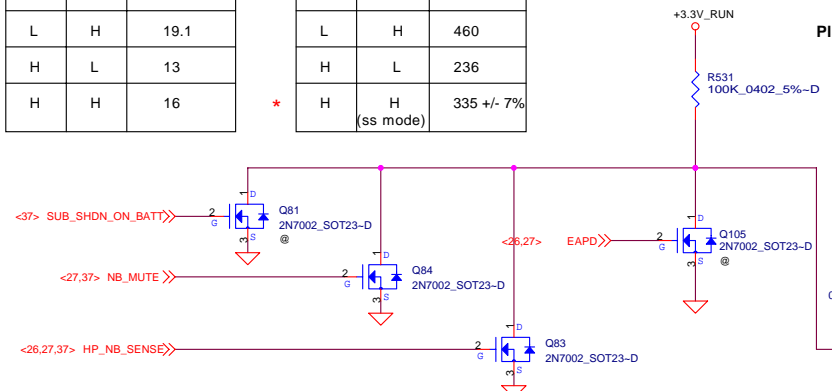 L H 19.1
H L 13
H H 16
L H 460
H L 236
* H H 335 +/- 7%
(ss mode)
+3.3V_RUN
PI
R531
100K_0402_5%~D
<37> SUB_SHDN_ON_BATT
2
G
1
D
3
S
Q81
2N7002_SOT23~D
@
<26,27> EAPD
2
G
1
D
3
S
Q105
2N7002_SOT23~D
@
<27,37> NB_MUTE
2
G
1
D
3
S
Q84
2N7002_SOT23~D
<26,27,37> HP_NB_SENSE
2
G
1
D
3
S
Q83
2N7002_SOT23~D